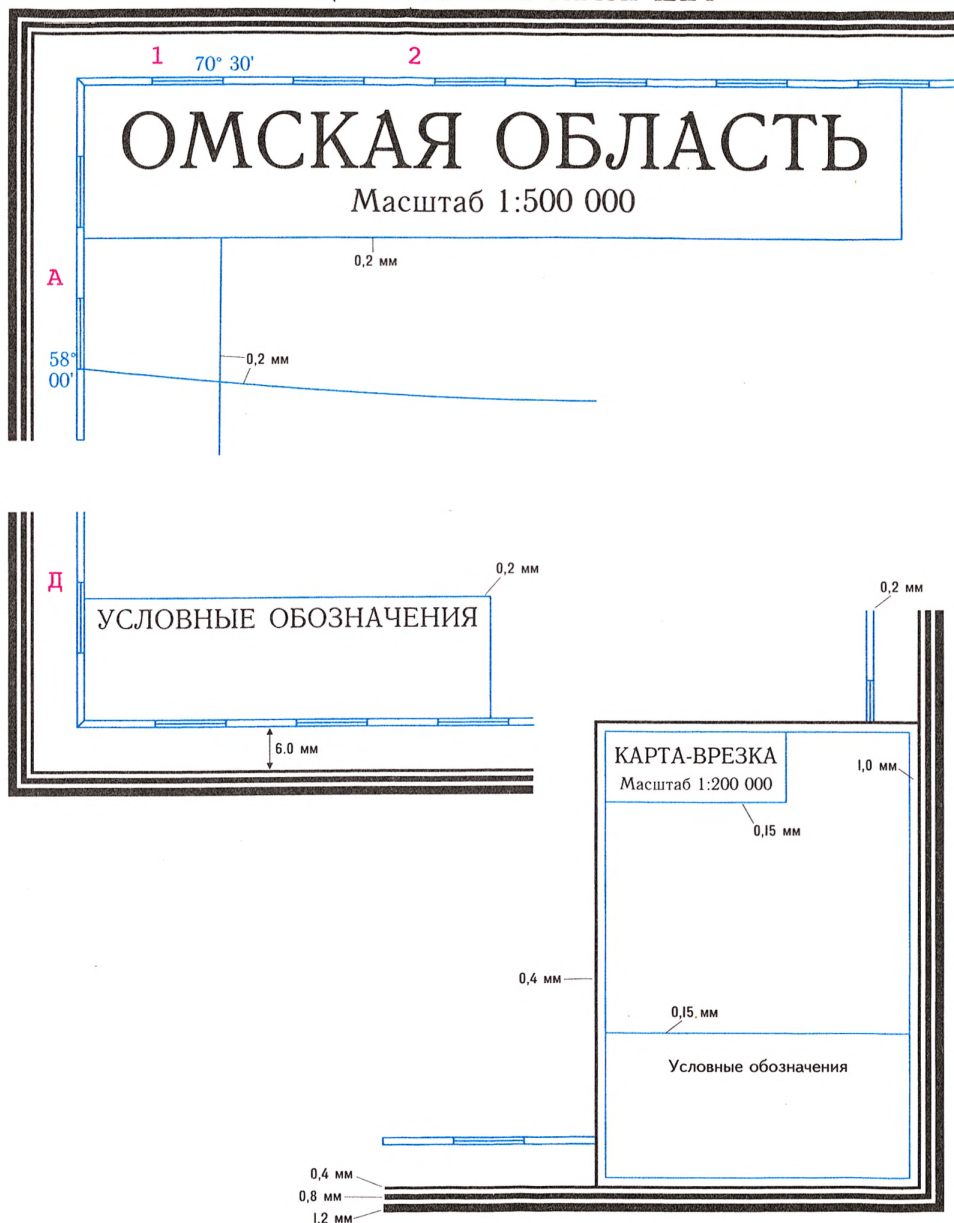 1
2
70° 30'
ОМСКАЯ ОБЛАСТЬ
Масштаб 1:500 000
0,2 мм
А
0,2 мм
58°
00'
0,2 мм
Д
УСЛОВНЫЕ ОБОЗНАЧЕНИЯ
0,2 мм
6.0 мм
КАРТА-ВРЕЗКА
Масштаб 1:200 000
1,0 мм
0,15 мм
0,4 мм
0,15 мм
Условные обозначения
0,4 мм
0,8 мм
1.2 мм